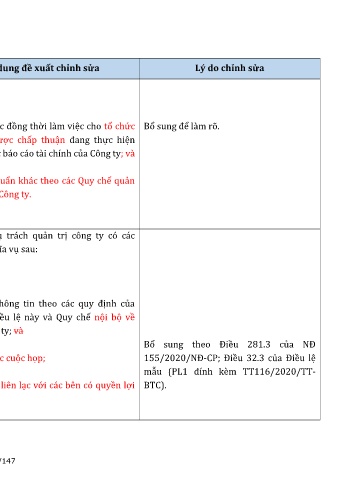 dung đề xuất chỉnh sửa
Lý do chỉnh sửa
c đồng thời làm việc cho tổ chức
ược chấp thuận đang thực hiện
báo cáo tài chính của Công ty; và
uẩn khác theo các Quy chế quản
Công ty.
Bổ sung để làm rõ.
trách quản trị công ty có các
ĩa vụ sau:
hông tin theo các quy định của
ều lệ này và Quy chế nội bộ về
ty; và
c cuộc họp;
liên lạc với các bên có quyền lợi
Bổ sung theo Điều 281.3 của NĐ
155/2020/NĐ-CP; Điều 32.3 của Điều lệ
mẫu (PL1 đính kèm TT116/2020/TT-
BTC).
/147